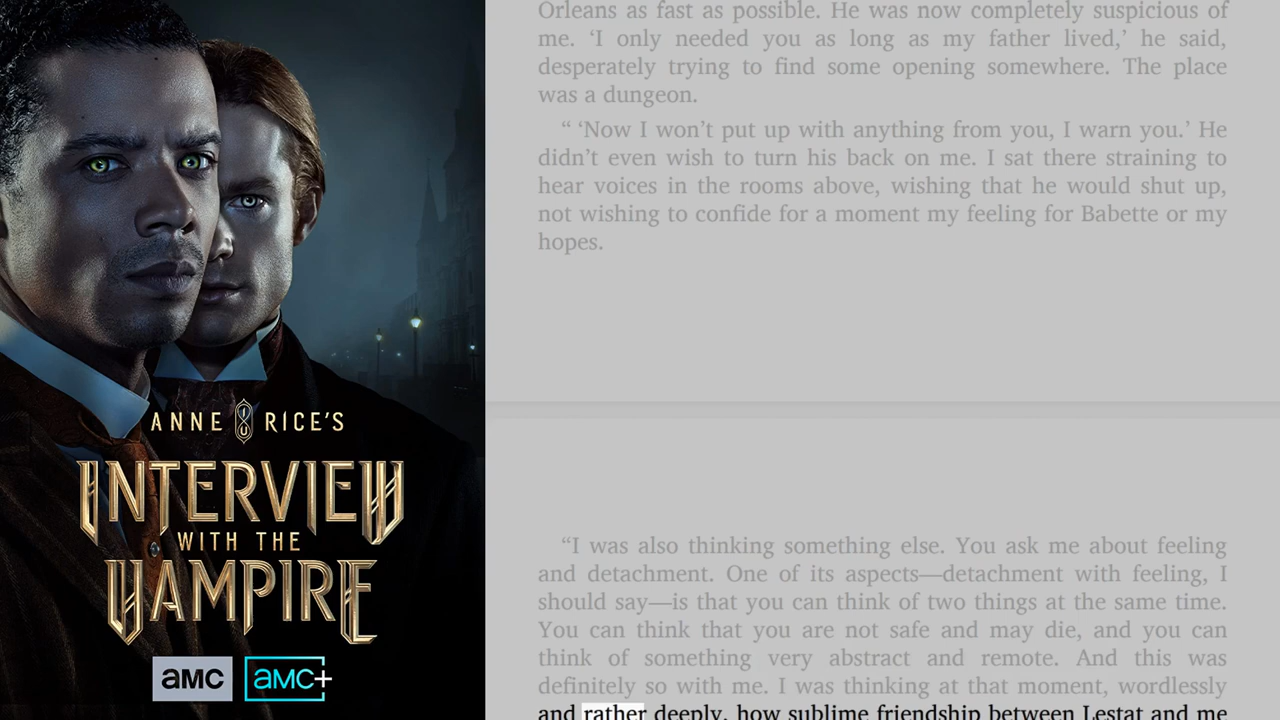 ANNE RICE'S
INTERVIEW
WITH THE
VAMPIRE
amc
amc+
Orleans as fast as possible. He was now completely suspicious of
me. ‘I only needed you as long as my father lived,’ he said,
desperately trying to find some opening somewhere. The place
was a dungeon.
“ ‘Now I won’t put up with anything from you, I warn you.’ He
didn’t even wish to turn his back on me. I sat there straining to
hear voices in the rooms above, wishing that he would shut up,
not wishing to confide for a moment my feeling for Babette or my
hopes.
“I was also thinking something else. You ask me about feeling
and detachment. One of its aspects—detachment with feeling, I
should say—is that you can think of two things at the same time.
You can think that you are not safe and may die, and you can
think of something very abstract and remote. And this was
definitely so with me. I was thinking at that moment, wordlessly
and rather deeply, how sublime friendship between Lestat and me